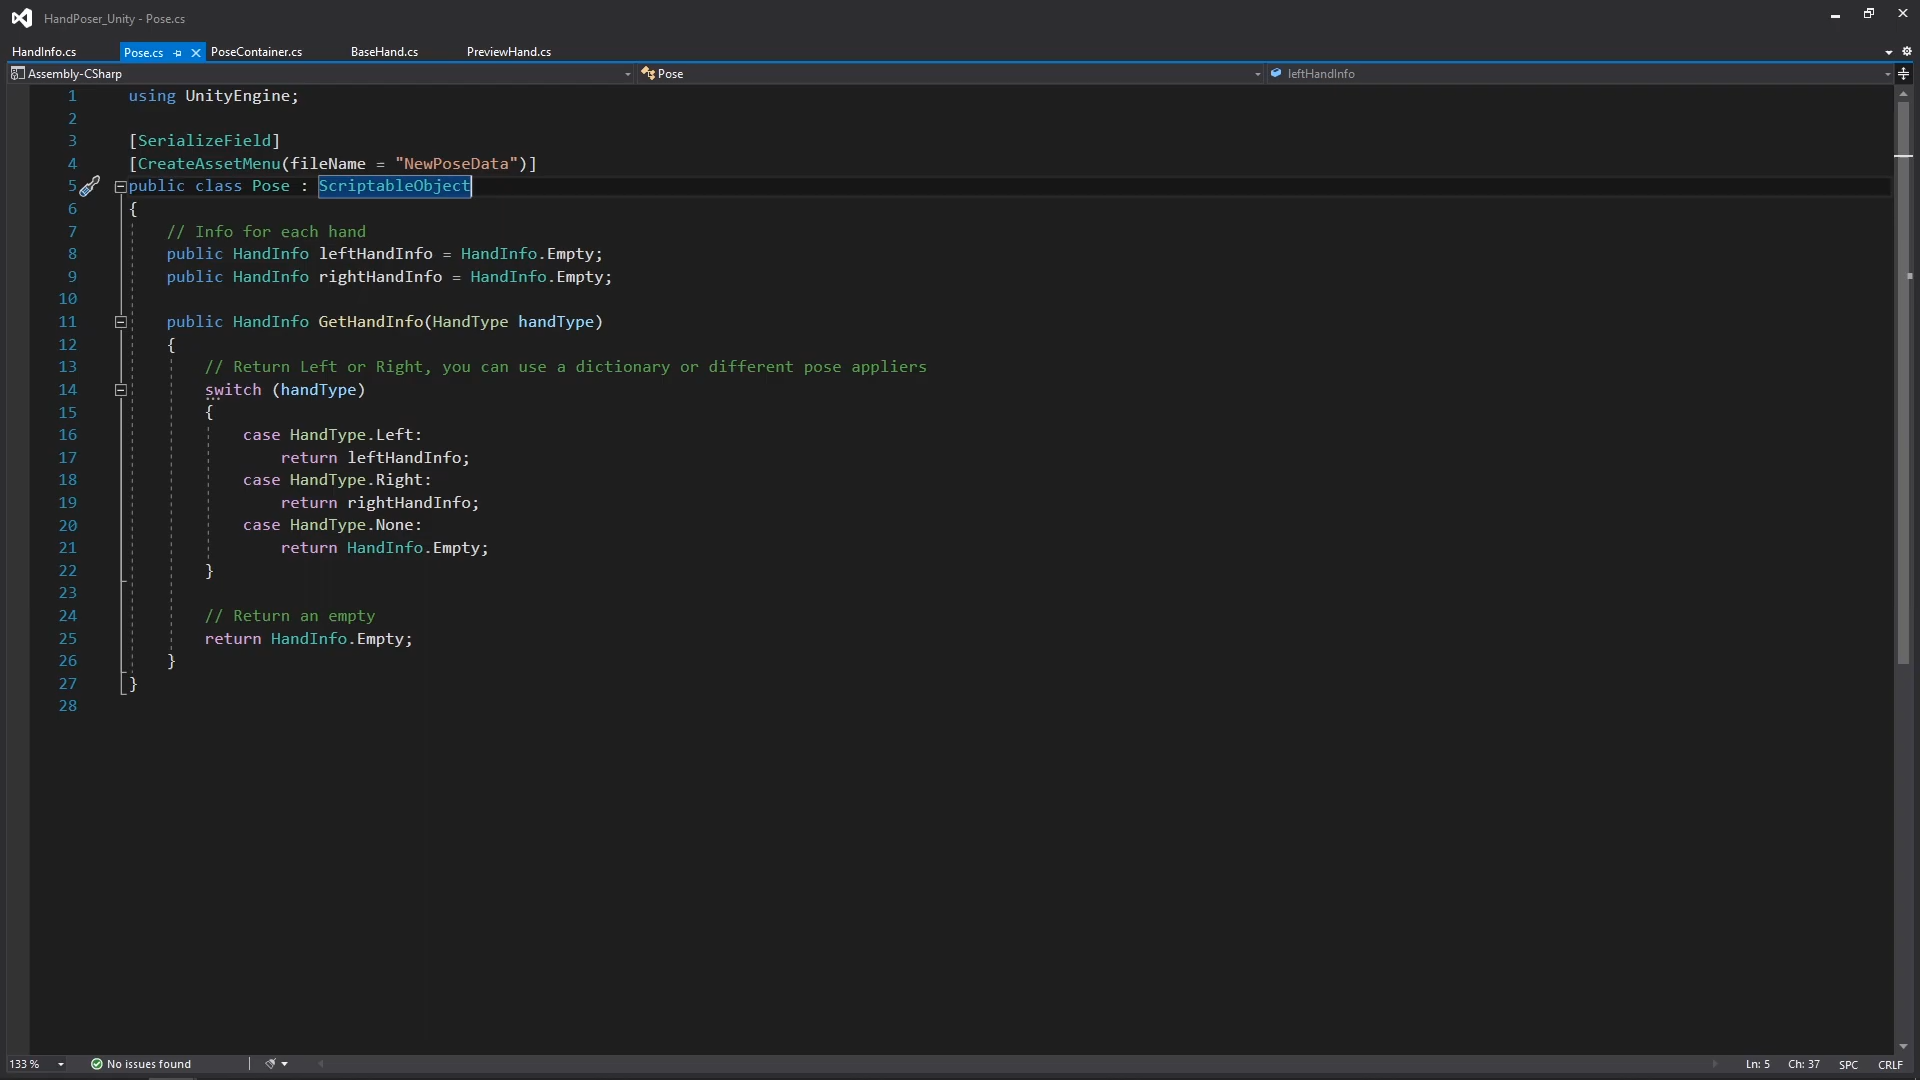 HandPoser_Unity - Pose.cs
HandInfo.cs Pose.cs PoseContainer.cs BaseHand.cs PreviewHand.cs
Assembly-CSharp Pose leftHandInfo
1 using UnityEngine;
2
3 [SerializeField]
4 [CreateAssetMenu(fileName = "NewPoseData")]
5 public class Pose : ScriptableObject
6 {
7 // Info for each hand
8 public HandInfo leftHandInfo = HandInfo.Empty;
9 public HandInfo rightHandInfo = HandInfo.Empty;
10
11 public HandInfo GetHandInfo(HandType handType)
12 {
13 // Return Left or Right, you can use a dictionary or different pose appliers
14 switch (handType)
15 {
16 case HandType.Left:
17 return leftHandInfo;
18 case HandType.Right:
19 return rightHandInfo;
20 case HandType.None:
21 return HandInfo.Empty;
22 }
23
24 // Return an empty
25 return HandInfo.Empty;
26 }
27 }
28
133 % No issues found Ln: 5 Ch: 37 SPC CRLF